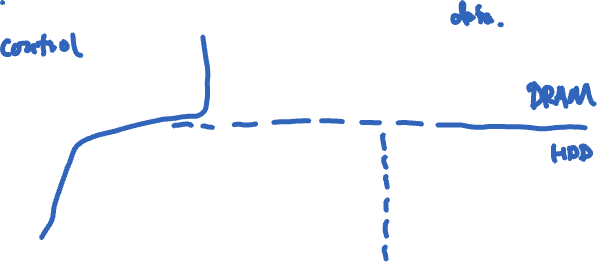 data.
control
DRAM
HDD